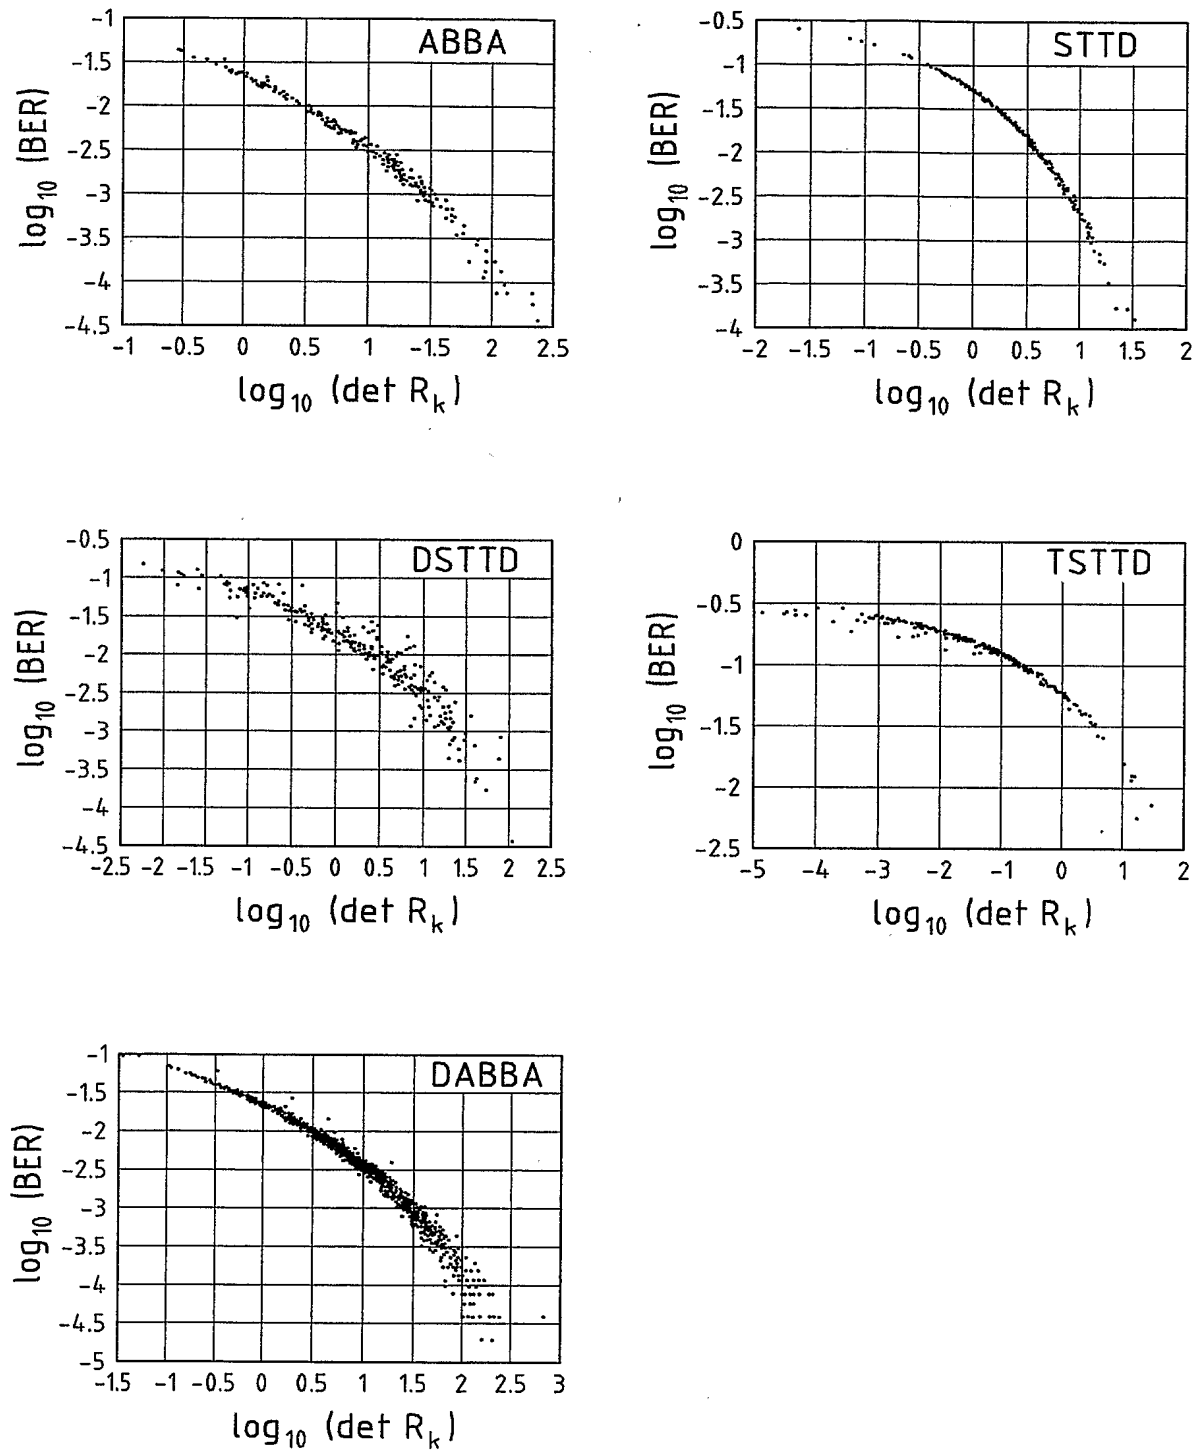 ABBA
log10 (BER)
-1
-1.5
-2
-2.5
-3
-3.5
-4
-4.5
-1 -0.5 0 0.5 1 -1.5 2 2.5
log10 (det Rk)
STTD
log10 (BER)
-0.5
-1
-1.5
-2
-2.5
-3
-3.5
-4
-2 -1.5 -1 -0.5 0 0.5 1 1.5 2
log10 (det Rk)
DSTTD
log10 (BER)
-0.5
-1
-1.5
-2
-2.5
-3
-3.5
-4
-4.5
-2.5 -2 -1.5 -1 -0.5 0 0.5 1 1.5 2 2.5
log10 (det Rk)
TSTTD
log10 (BER)
0
-0.5
-1
-1.5
-2
-2.5
-5 -4 -3 -2 -1 0 1 2
log10 (det Rk)
DABBA
log10 (BER)
-1
-1.5
-2
-2.5
-3
-3.5
-4
-4.5
-5
-1.5 -1 -0.5 0 0.5 1 1.5 2 2.5 3
log10 (det Rk)